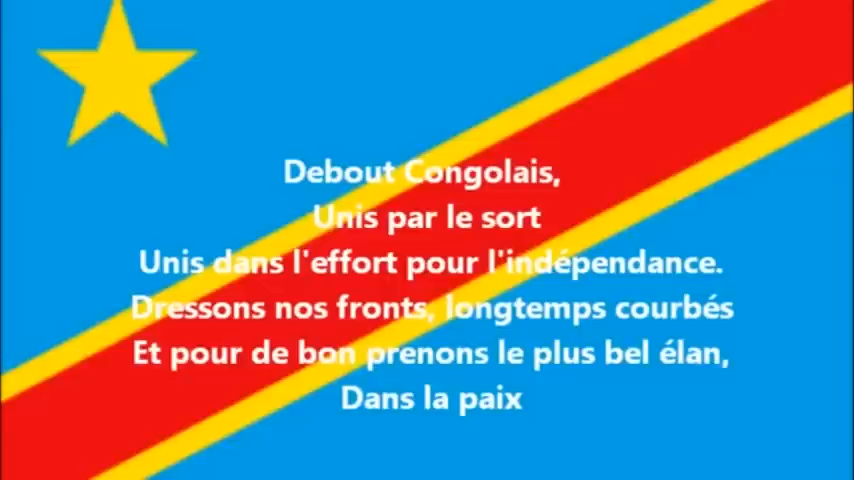 Debout Congolais,
Unis par le sort
Unis dans l'effort pour l'indépendance.
Dressons nos fronts, longtemps courbés
Et pour de bon prenons le plus bel élan,
Dans la paix